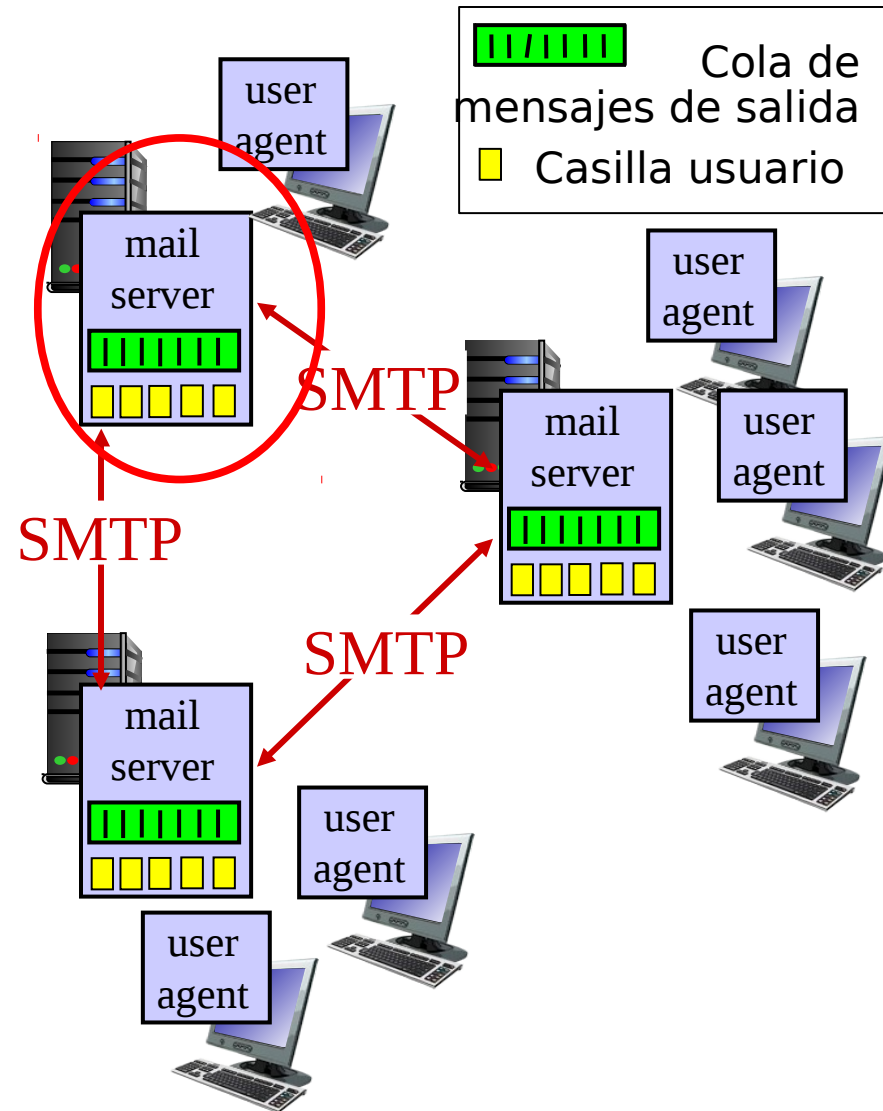 Cola de
mensajes de salida
Casilla usuario
user
agent
mail
server
SMTP
user
agent
mail
server
user
agent
SMTP
SMTP
user
agent
mail
server
user
agent
user
agent